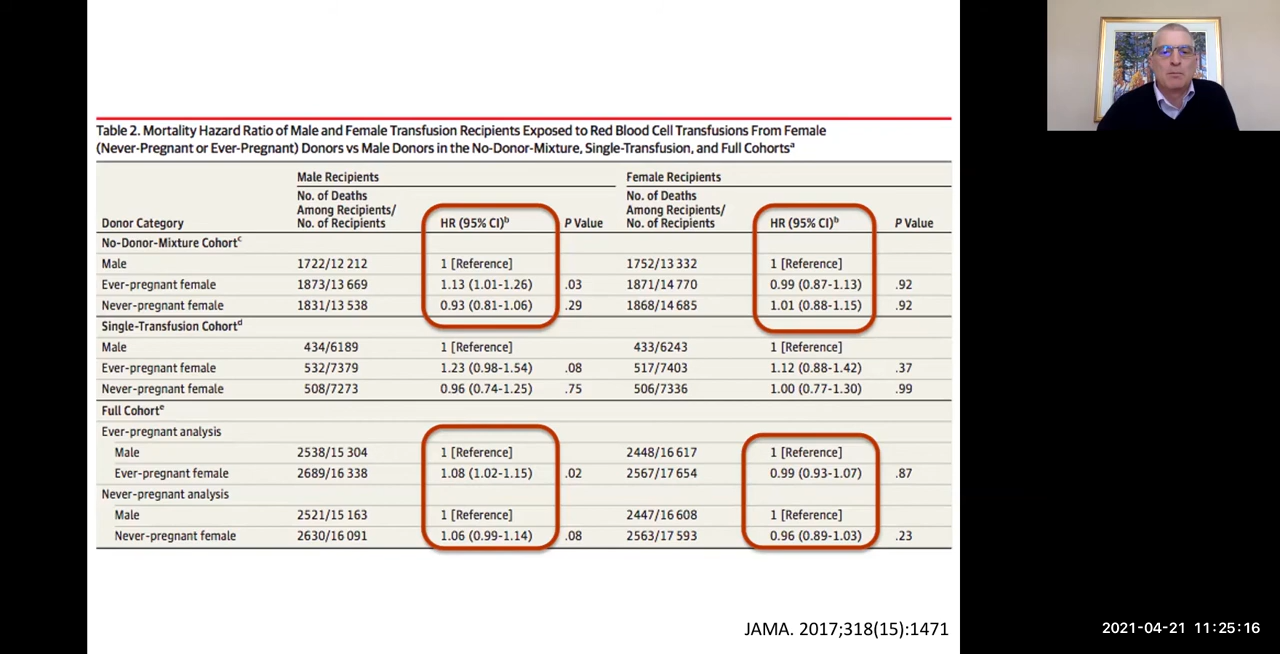 Table 2. Mortality Hazard Ratio of Male and Female Transfusion Recipients Exposed to Red Blood Cell Transfusions From Female
(Never-Pregnant or Ever-Pregnant) Donors vs Male Donors in the No-Donor-Mixture, Single-Transfusion, and Full Cohortsa
Male Recipients Female Recipients
No. of Deaths No. of Deaths
Among Recipients/ Among Recipients/
Donor Category No. of Recipients HR (95% CI)b P Value No. of Recipients HR (95% CI)b P Value
No-Donor-Mixture Cohortc
Male 1722/12 212 1 [Reference] 1752/13 332 1 [Reference]
Ever-pregnant female 1873/13 669 1.13 (1.01-1.26) .03 1871/14 770 0.99 (0.87-1.13) .92
Never-pregnant female 1831/13 538 0.93 (0.81-1.06) .29 1868/14 685 1.01 (0.88-1.15) .92
Single-Transfusion Cohortd
Male 434/6189 1 [Reference] 433/6243 1 [Reference]
Ever-pregnant female 532/7379 1.23 (0.98-1.54) .08 517/7403 1.12 (0.88-1.42) .37
Never-pregnant female 508/7273 0.96 (0.74-1.25) .75 506/7336 1.00 (0.77-1.30) .99
Full Cohorte
Ever-pregnant analysis
Male 2538/15 304 1 [Reference] 2448/16 617 1 [Reference]
Ever-pregnant female 2689/16 338 1.08 (1.02-1.15) .02 2567/17 654 0.99 (0.93-1.07) .87
Never-pregnant analysis
Male 2521/15 163 1 [Reference] 2447/16 608 1 [Reference]
Never-pregnant female 2630/16 091 1.06 (0.99-1.14) .08 2563/17 593 0.96 (0.89-1.03) .23
JAMA. 2017;318(15):1471
2021-04-21 11:25:16